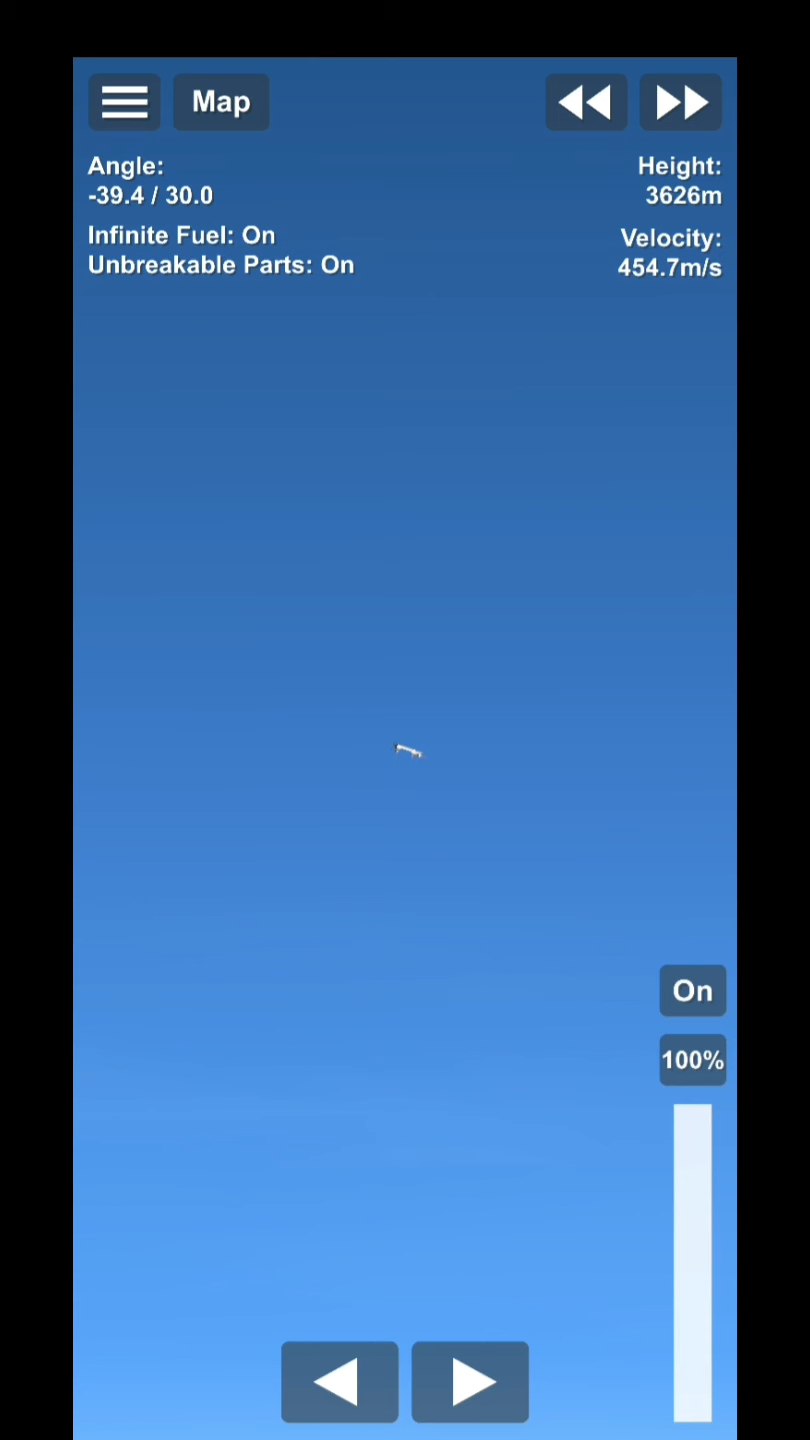 Map
Angle:
-39.4 / 30.0
Infinite Fuel: On
Unbreakable Parts: On
Height:
3626m
Velocity:
454.7m/s
On
100%